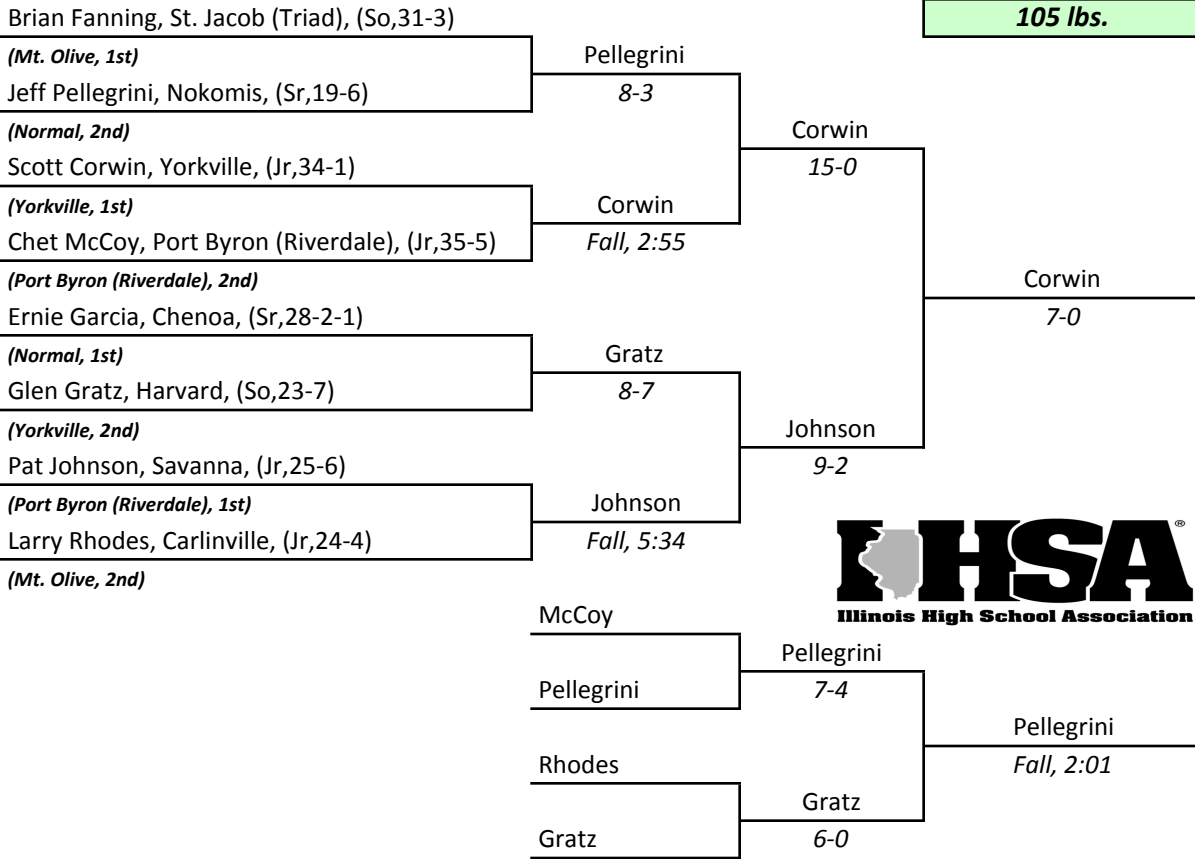 Brian Fanning, St. Jacob (Triad), (So,31-3)
105 lbs.
(Mt. Olive, 1st)
Pellegrini
Jeff Pellegrini, Nokomis, (Sr,19-6)
8-3
(Normal, 2nd)
Corwin
Scott Corwin, Yorkville, (Jr,34-1)
15-0
(Yorkville, 1st)
Corwin
Chet McCoy, Port Byron (Riverdale), (Jr,35-5)
Fall, 2:55
(Port Byron (Riverdale), 2nd)
Corwin
Ernie Garcia, Chenoa, (Sr,28-2-1)
7-0
(Normal, 1st)
Gratz
Glen Gratz, Harvard, (So,23-7)
8-7
(Yorkville, 2nd)
Johnson
Pat Johnson, Savanna, (Jr,25-6)
9-2
(Port Byron (Riverdale), 1st)
Johnson
Larry Rhodes, Carlinville, (Jr,24-4)
Fall, 5:34
(Mt. Olive, 2nd)
IHSA®
Illinois High School Association
McCoy
Pellegrini
Pellegrini
7-4
Pellegrini
Rhodes
Fall, 2:01
Gratz
Gratz
6-0